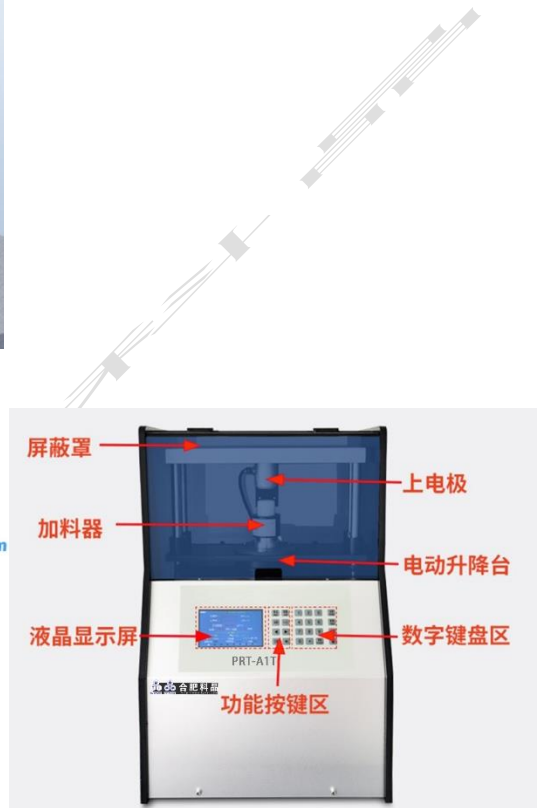 屏蔽罩
上电极
加料器
电动升降台
液晶显示屏
数字键盘区
PRT-A1T
合肥科晶
功能按键区